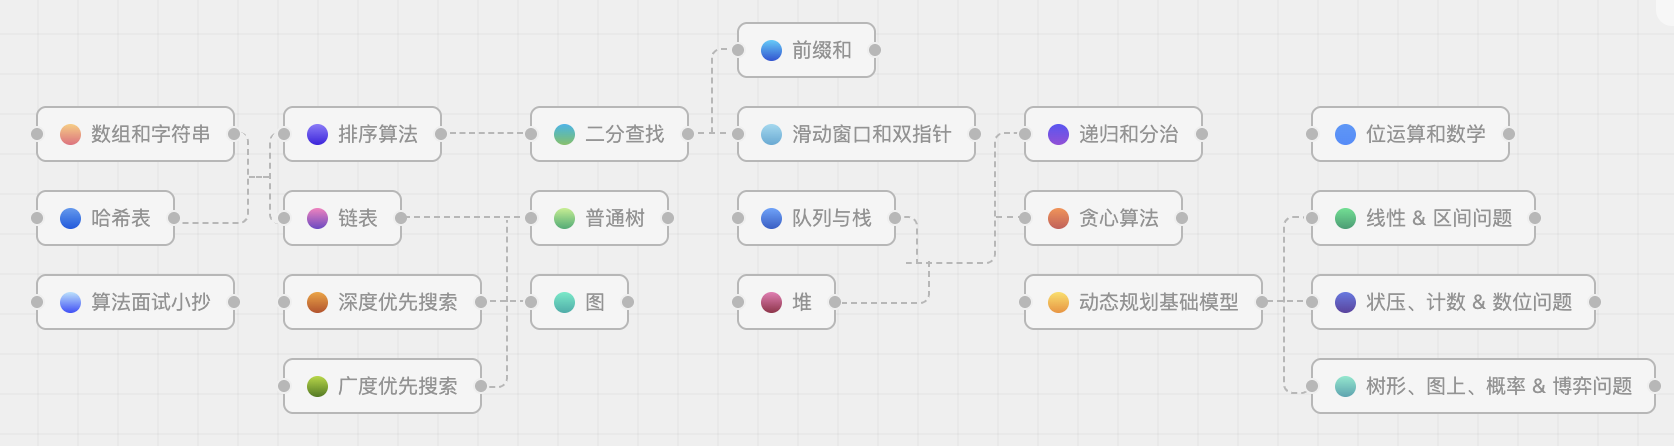 前缀和
数组和字符串
排序算法
二分查找
滑动窗口和双指针
递归和分治
位运算和数学
哈希表
链表
普通树
队列与栈
贪心算法
线性 & 区间问题
算法面试小抄
深度优先搜索
图
堆
动态规划基础模型
状压、计数 & 数位问题
广度优先搜索
树形、图上、概率 & 博弈问题